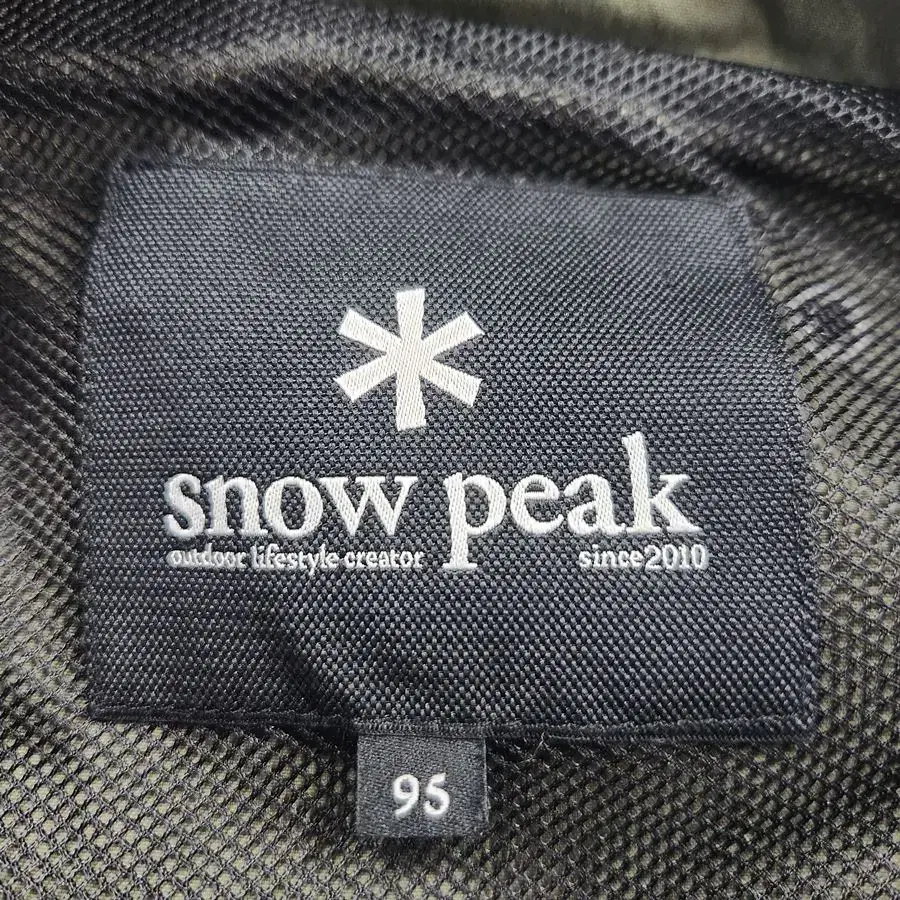 snow peak
outdoor lifestyle creator since2010
95